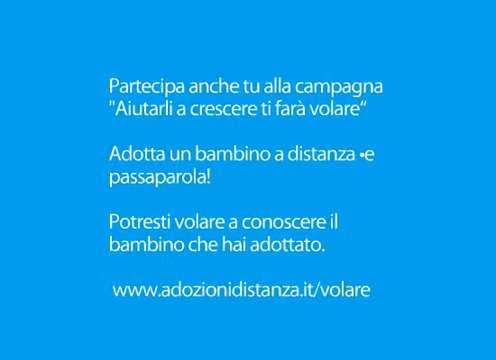 Partecipa anche tu alla campagna
"Aiutarli a crescere ti farà volare“
Adotta un bambino a distanza •e
passaparola!
Potresti volare a conoscere il
bambino che hai adottato.
www.adozionidistanza.it/volare